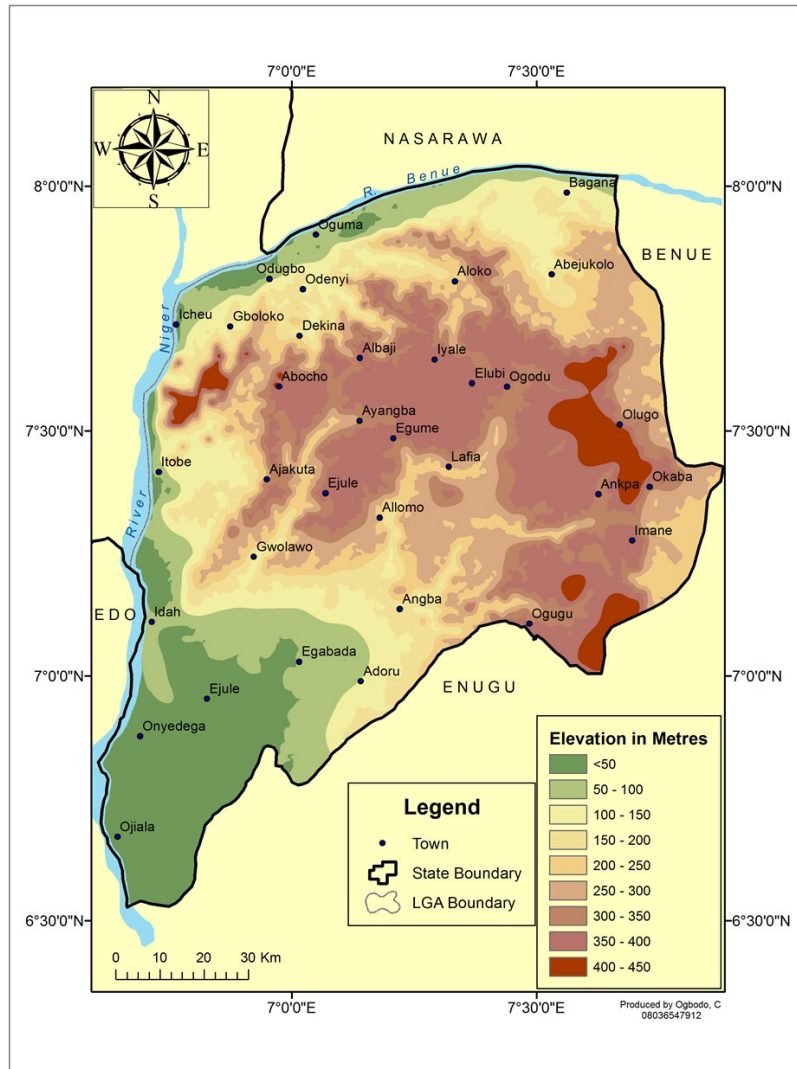 7°0'0"E
7°30'0"E
N
W
E
S
NASARAWA
R. Benue
8°0'0"N
8°0'0"N
Bagana
Oguma
BENUE
Odugbo
Odenyi
Aloko
Abejukolo
Icheu
Gboloko
Dekina
Niger
Albaji
Iyale
Abocho
Elubi
Ogodu
Ayangba
Olugo
7°30'0"N
7°30'0"N
Egume
Itobe
Lafia
Ajakuta
Ejule
Ankpa
Okaba
River
Allomo
Imane
Gwolawo
EDO
Idah
Angba
Ogugu
Egabada
7°0'0"N
7°0'0"N
Adoru
ENUGU
Ejule
Onyedega
Ojiala
Elevation in Metres
<50
50 - 100
100 - 150
150 - 200
200 - 250
250 - 300
300 - 350
350 - 400
400 - 450
Legend
Town
State Boundary
LGA Boundary
6°30'0"N
6°30'0"N
0 10 20 30 Km
7°0'0"E
7°30'0"E
Produced by Ogbodo, C
08036547912